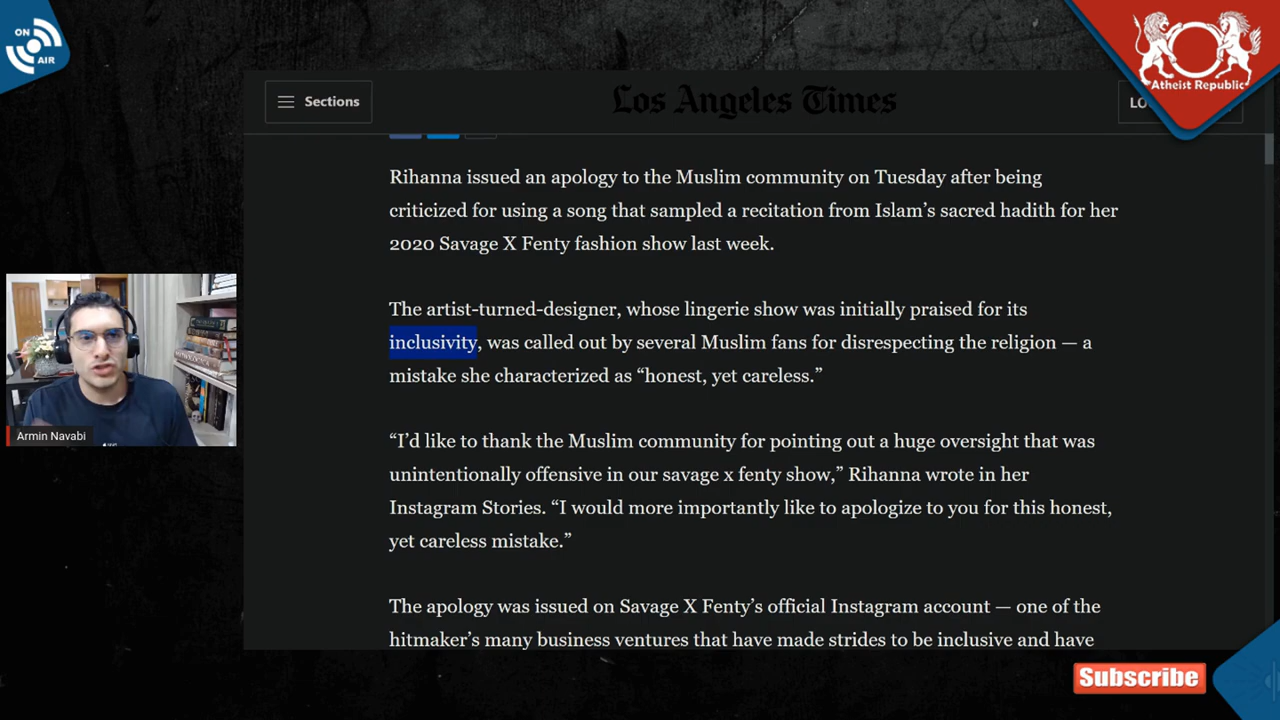 ON
AIR
Atheist Republic
Sections
Los Angeles Times
LO
Rihanna issued an apology to the Muslim community on Tuesday after being
criticized for using a song that sampled a recitation from Islam’s sacred hadith for her
2020 Savage X Fenty fashion show last week.
The artist-turned-designer, whose lingerie show was initially praised for its
inclusivity, was called out by several Muslim fans for disrespecting the religion — a
mistake she characterized as “honest, yet careless.”
“I’d like to thank the Muslim community for pointing out a huge oversight that was
unintentionally offensive in our savage x fenty show,” Rihanna wrote in her
Instagram Stories. “I would more importantly like to apologize to you for this honest,
yet careless mistake.”
The apology was issued on Savage X Fenty’s official Instagram account — one of the
hitmaker’s many business ventures that have made strides to be inclusive and have
Armin Navabi
Subscribe